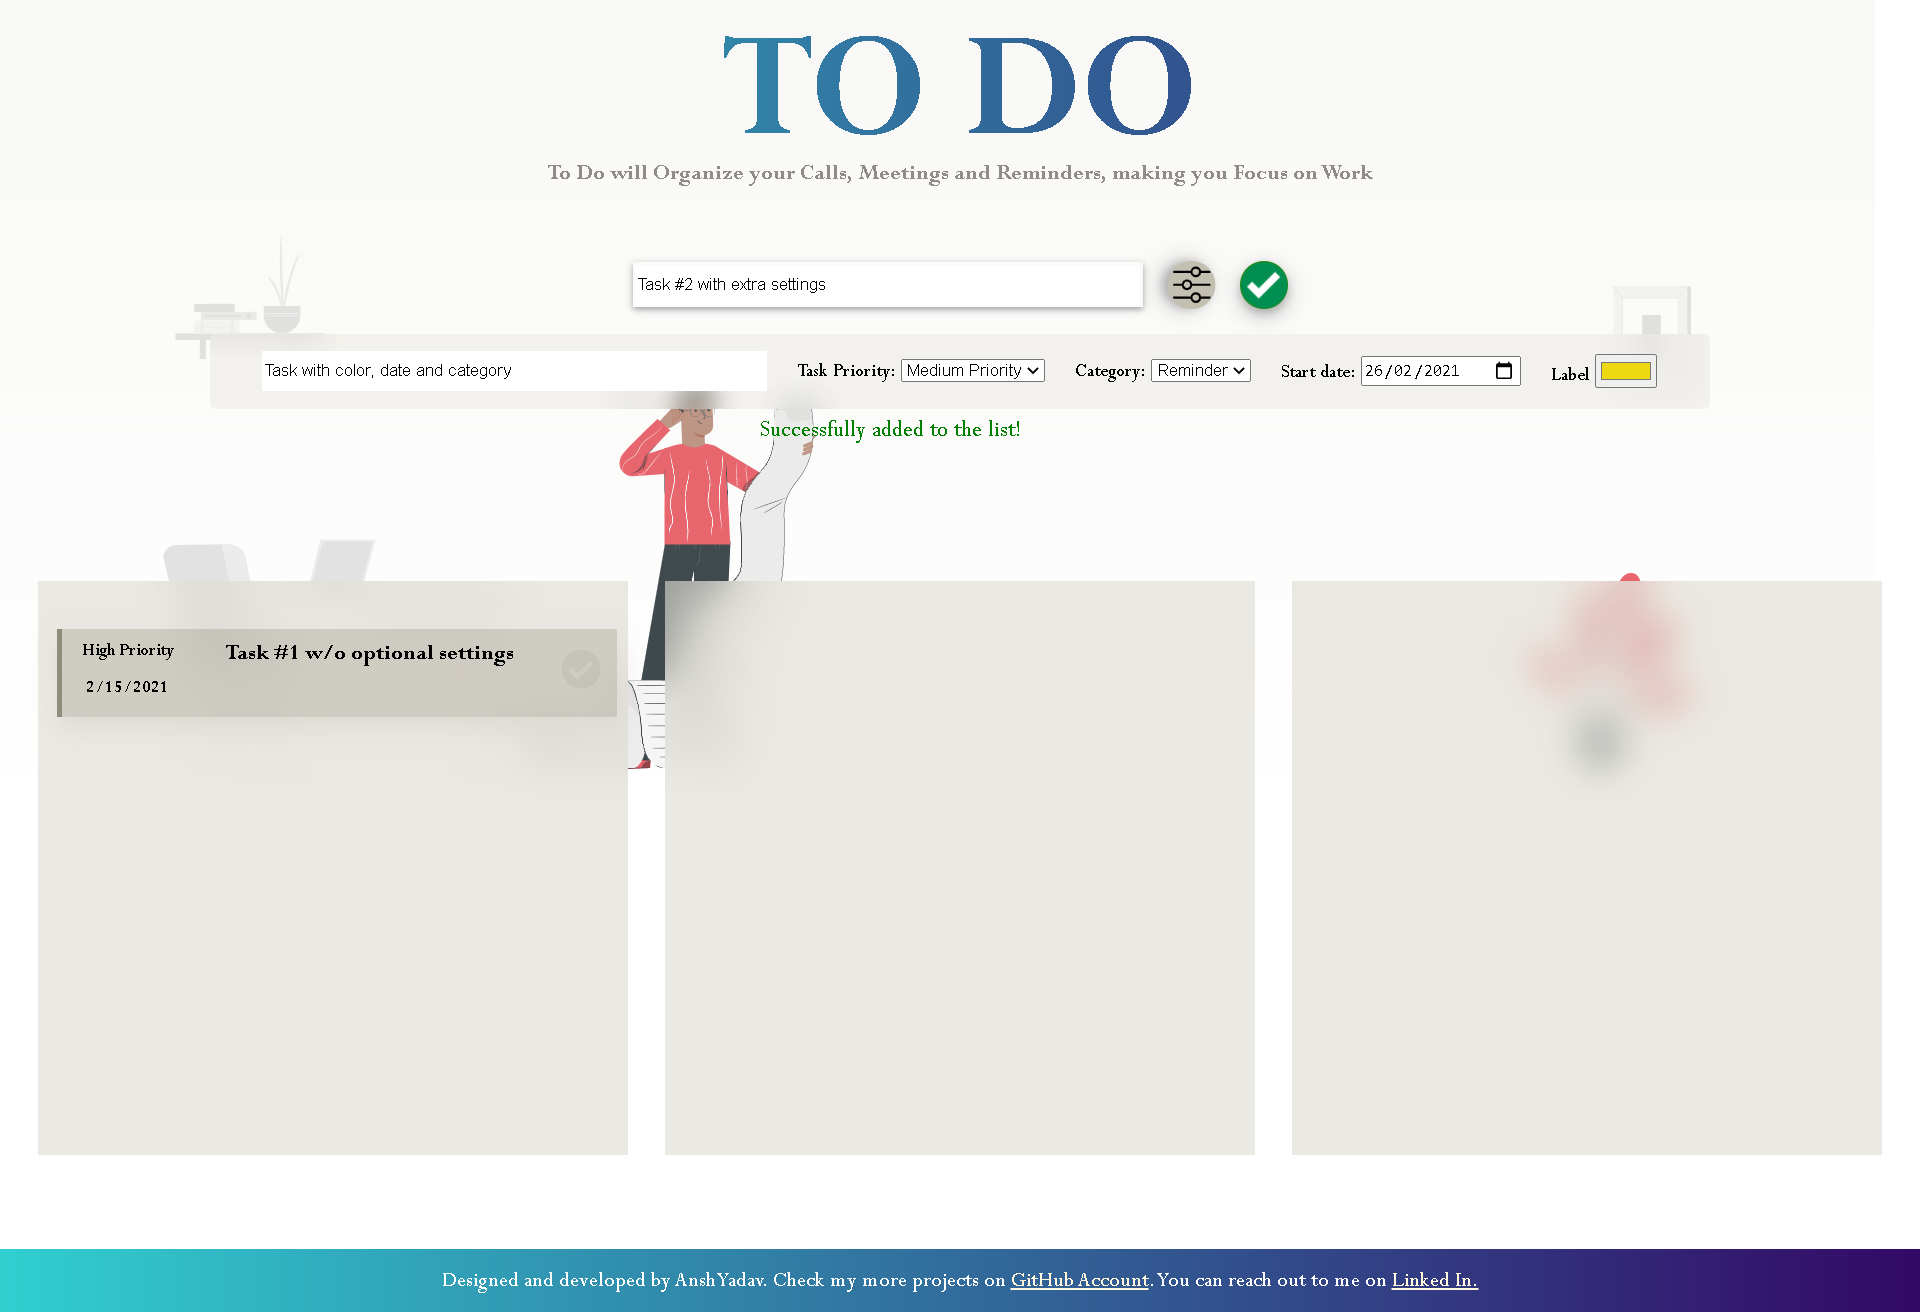 TO DO
To Do will Organize your Calls, Meetings and Reminders, making you Focus on Work
Task #2 with extra settings
Task with color, date and category
Task Priority: Medium Priority
Category: Reminder
Start date: 26/02/2021
Label
Successfully added to the list!
High Priority
Task #1 w/o optional settings
2/15/2021
Designed and developed by Ansh Yadav. Check my more projects on GitHub Account. You can reach out to me on Linked In.